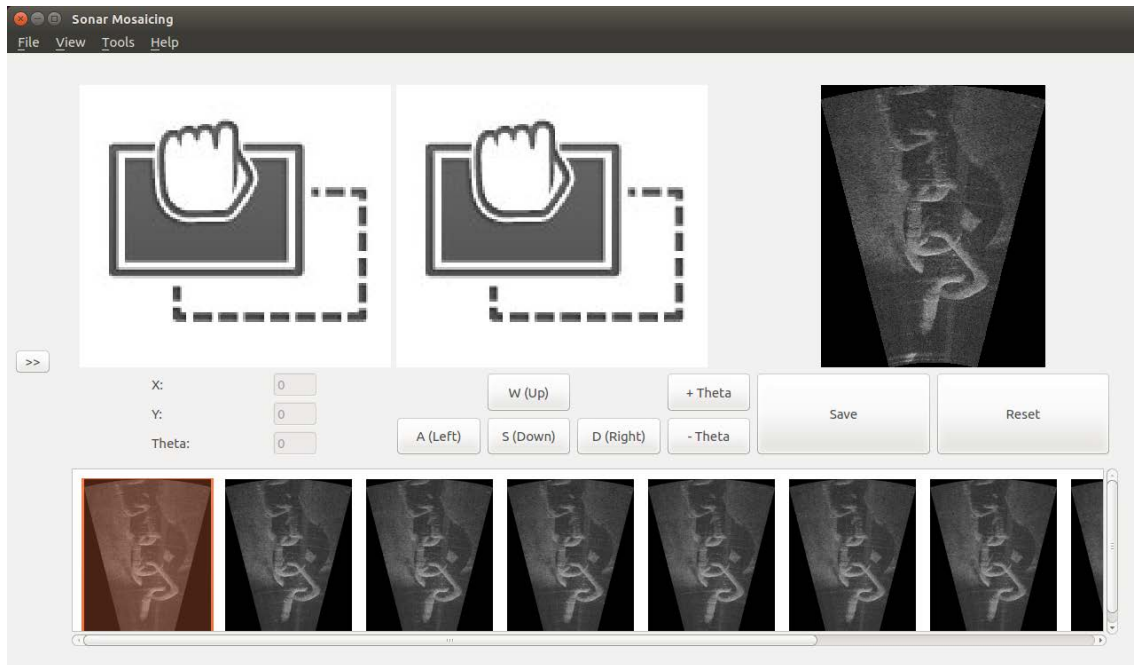 Sonar Mosaicing
File View Tools Help
>>
X: 0
Y: 0
Theta: 0
W (Up) + Theta
A (Left) S (Down) D (Right) - Theta
Save Reset